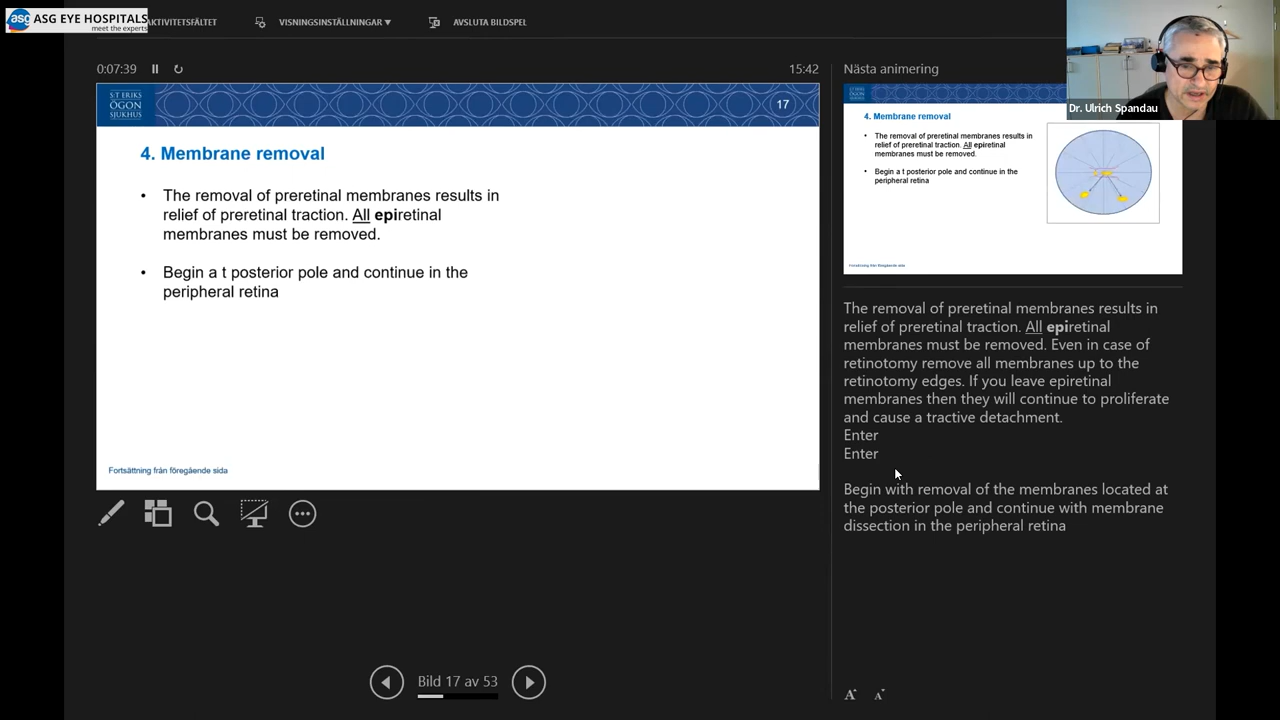 ASG EYE HOSPITALS
meet the experts
AKTIVITETSFÄLTET
VISNINGSINSTÄLLNINGAR ▼
AVSLUTA BILDSPEL
0:07:39
15:42
Nästa animering
S:T ERIKS
ÖGON
SJUKHUS
17
4. Membrane removal
• The removal of preretinal membranes results in
relief of preretinal traction. All epiretinal
membranes must be removed.
• Begin a t posterior pole and continue in the
peripheral retina
Fortsättning från föregående sida
Bild 17 av 53
Dr. Ulrich Spandau
4. Membrane removal
• The removal of preretinal membranes results in
relief of preretinal traction. All epiretinal
membranes must be removed.
• Begin a t posterior pole and continue in the
peripheral retina
Fortsättning från föregående sida
The removal of preretinal membranes results in
relief of preretinal traction. All epiretinal
membranes must be removed. Even in case of
retinotomy remove all membranes up to the
retinotomy edges. If you leave epiretinal
membranes then they will continue to proliferate
and cause a tractive detachment.
Enter
Enter
Begin with removal of the membranes located at
the posterior pole and continue with membrane
dissection in the peripheral retina
A A